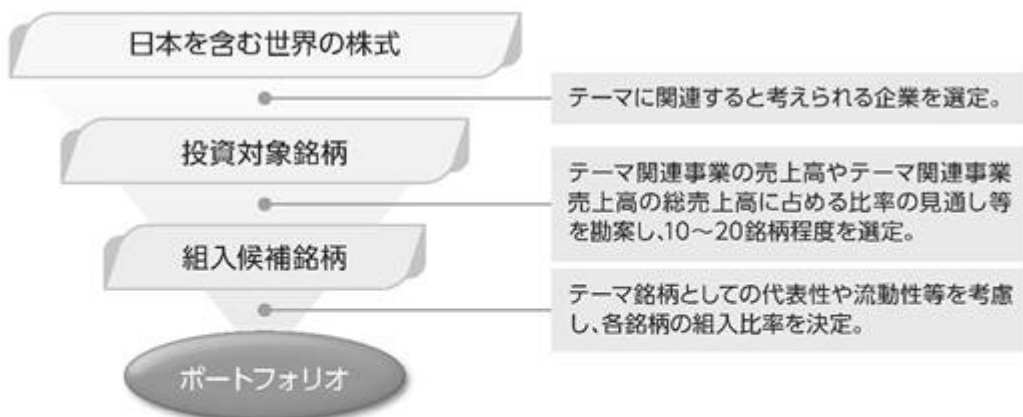 日本を含む世界の株式
テーマに関連すると考えられる企業を選定。
投資対象銘柄
テーマ関連事業の売上高やテーマ関連事業
売上高の総売上高に占める比率の見通し等
を勘案し、10～20銘柄程度を選定。
組入候補銘柄
テーマ銘柄としての代表性や流動性等を考慮
し、各銘柄の組入比率を決定。
ポートフォリオ